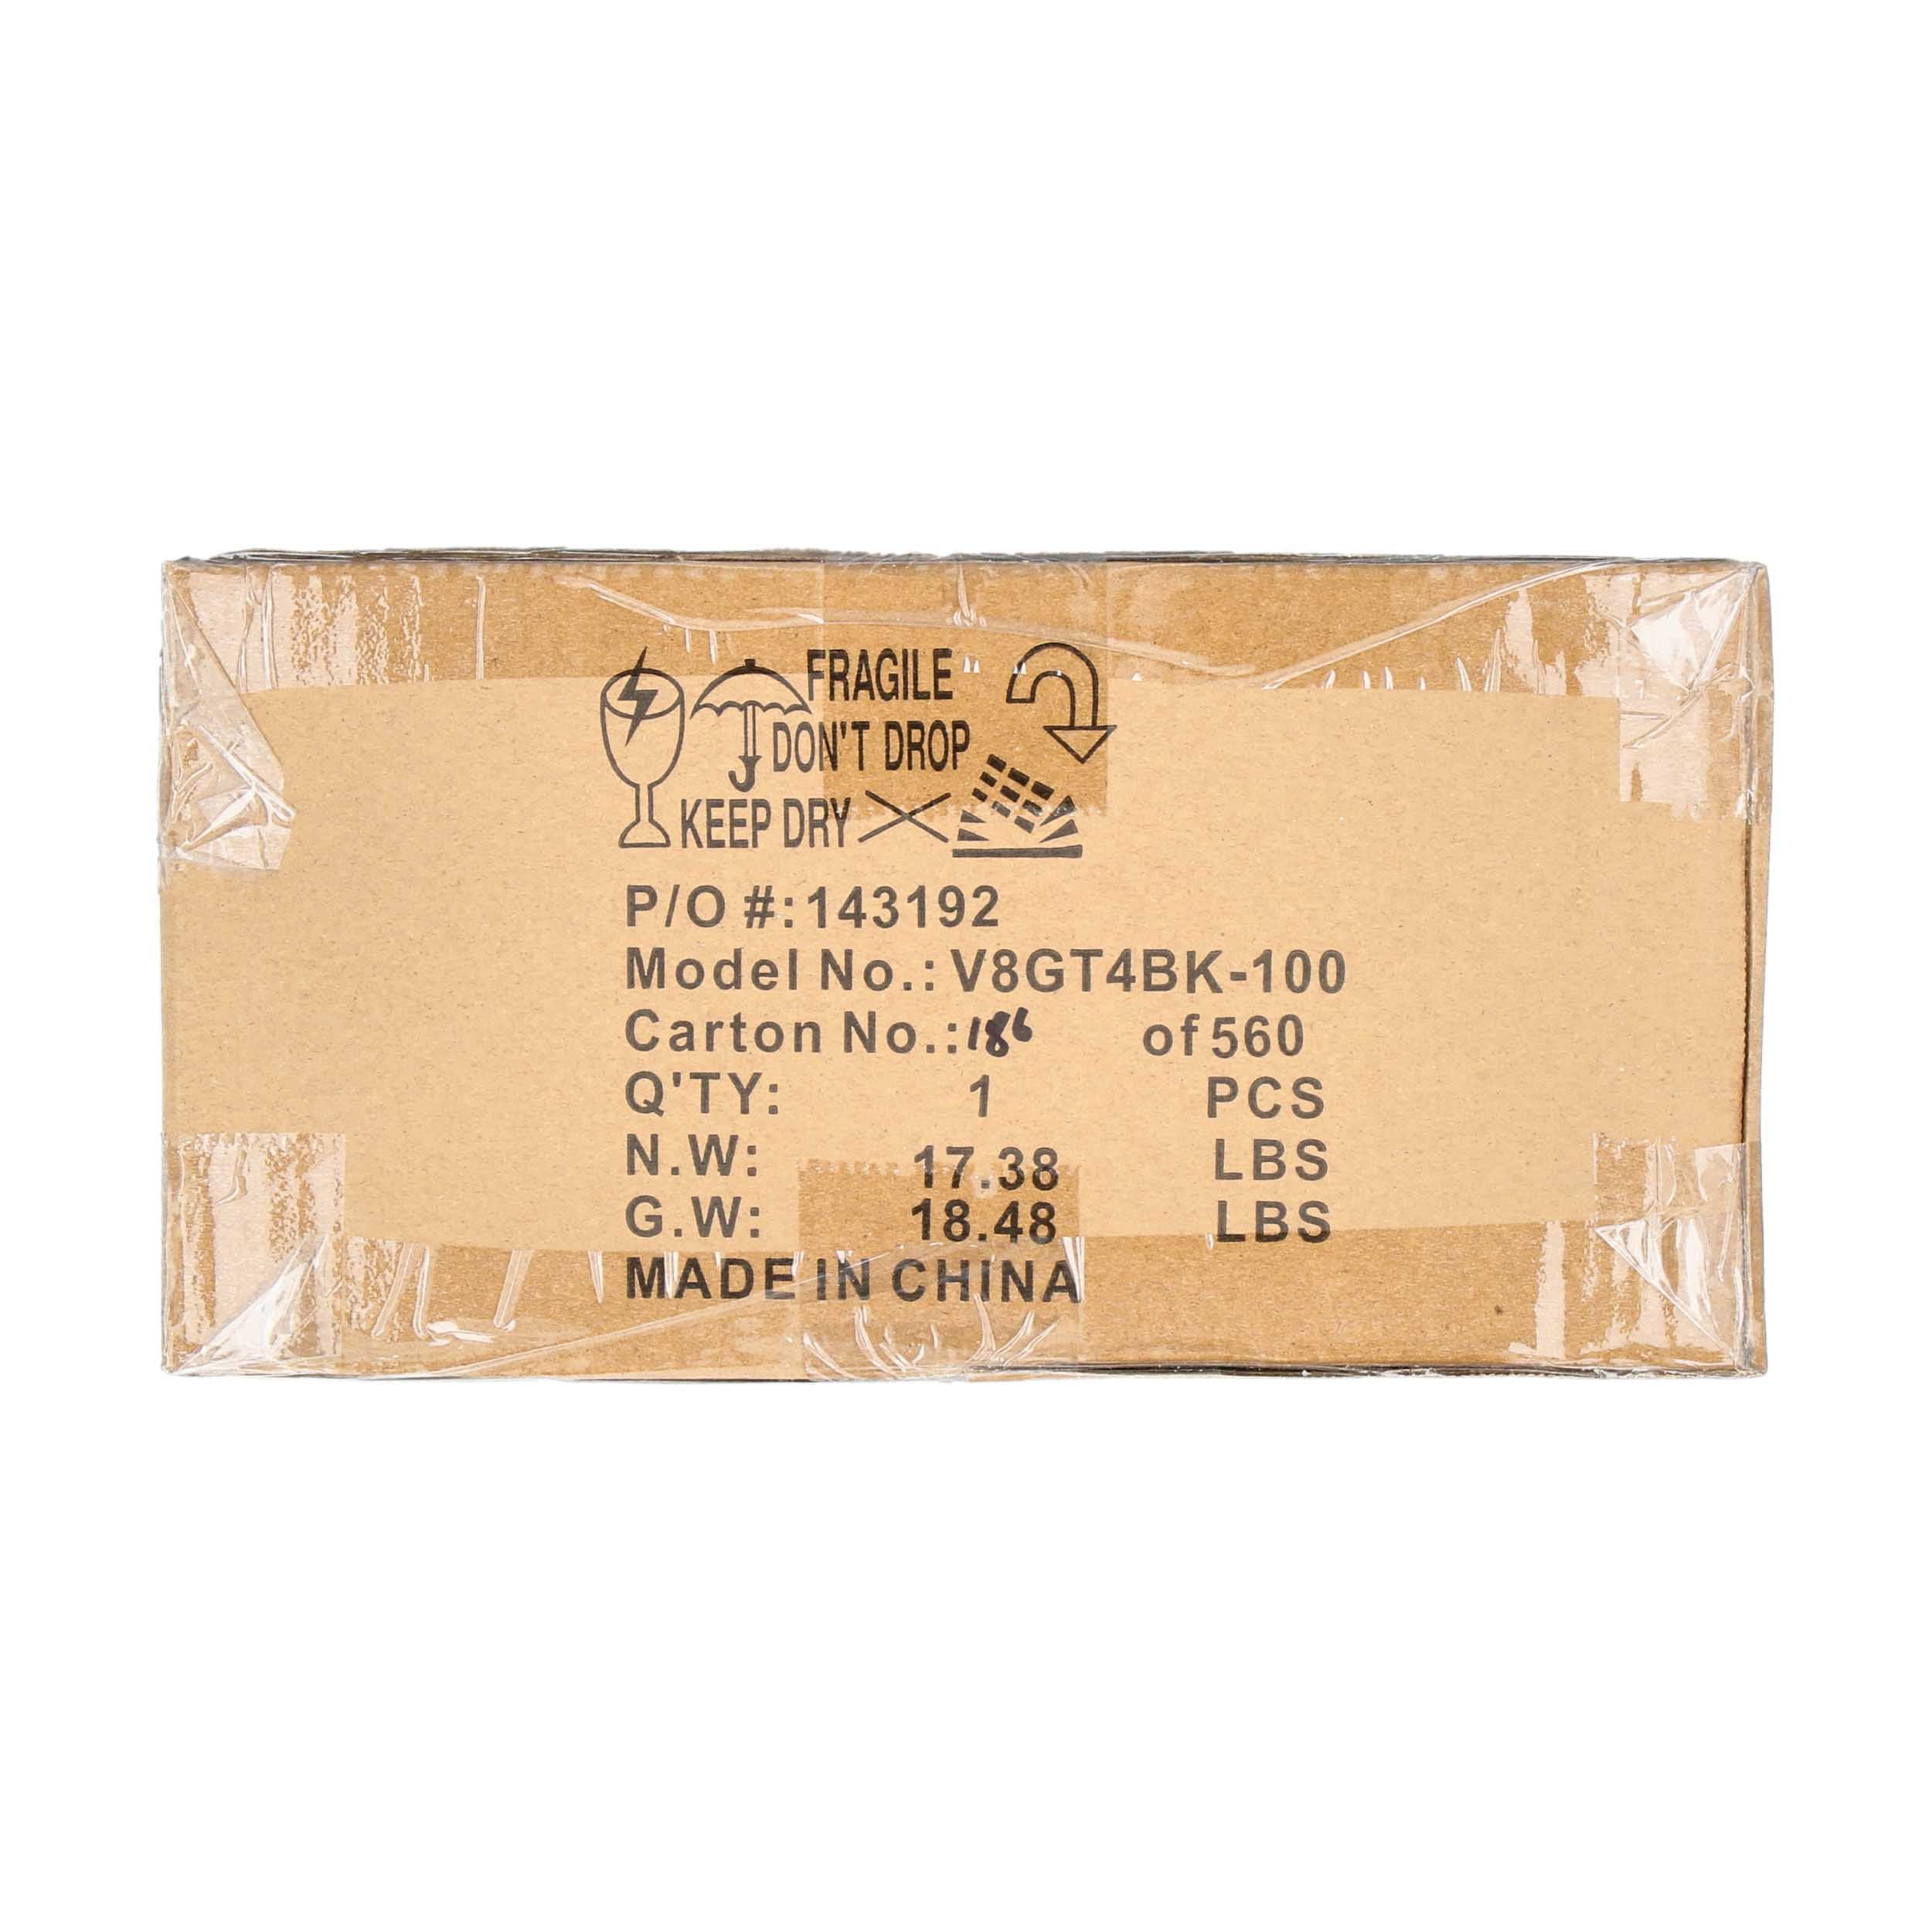 FRAGILE
DON'T DROP
KEEP DRY
P/O #:143192
Model No.: V8GT4BK-100
Carton No.:186 of 560
Q'TY: 1 PCS
N.W: 17.38 LBS
G.W: 18.48 LBS
MADE IN CHINA